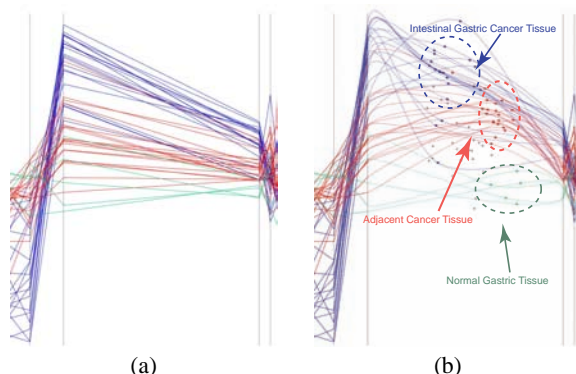 Intestinal Gastric Cancer Tissue
Adjacent Cancer Tissue
Normal Gastric Tissue
(a)
(b)